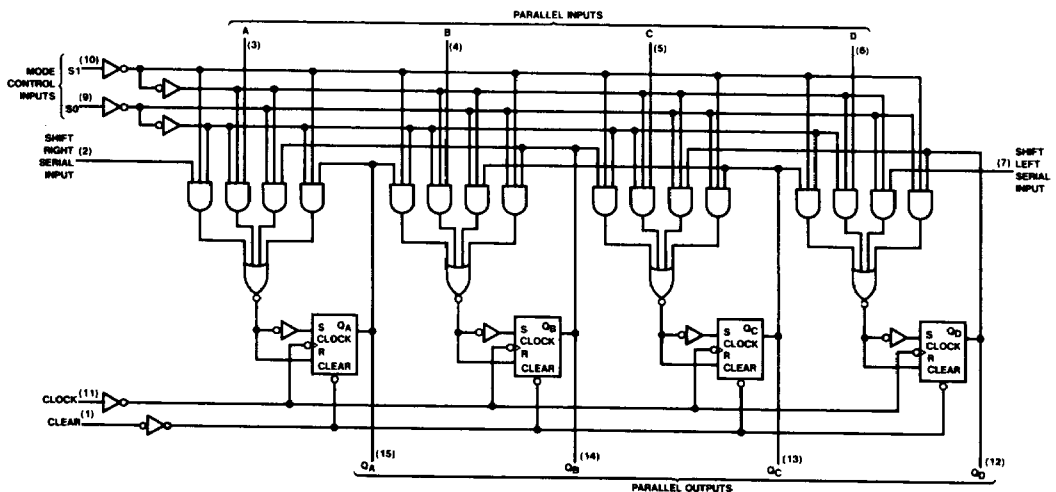 PARALLEL INPUTS
A B C D
(3) (4) (5) (6)
MODE CONTROL INPUTS
(10)
S1
(9)
S0
SHIFT RIGHT SERIAL INPUT
(2)
(7)
SHIFT LEFT SERIAL INPUT
S QA
CLOCK
R
CLEAR
S QB
CLOCK
R
CLEAR
S QC
CLOCK
R
CLEAR
S QD
CLOCK
R
CLEAR
CLOCK (11)
CLEAR (1)
QA (15) QB (14) QC (13) QD (12)
PARALLEL OUTPUTS